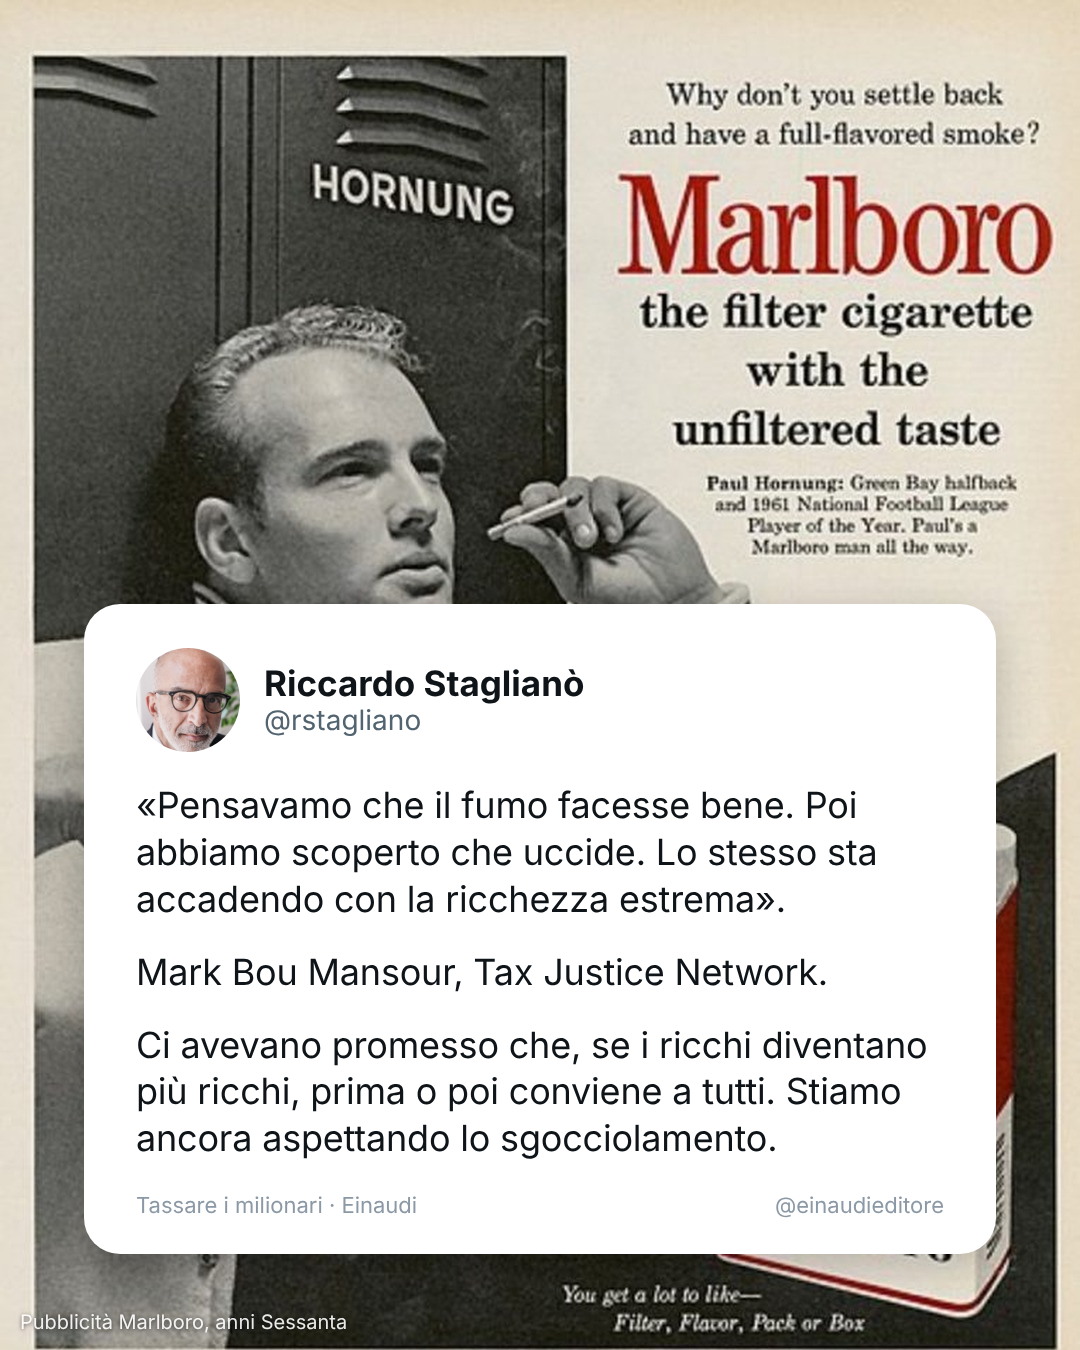 HORNUNG
Why don't you settle back
and have a full-flavored smoke?
Marlboro
the filter cigarette
with the
unfiltered taste
Paul Hornung: Green Bay halfback
and 1961 National Football League
Player of the Year. Paul's a
Marlboro man all the way.
Riccardo Staglianò
@rstagliano
«Pensavamo che il fumo facesse bene. Poi
abbiamo scoperto che uccide. Lo stesso sta
accadendo con la ricchezza estrema».
Mark Bou Mansour, Tax Justice Network.
Ci avevano promesso che, se i ricchi diventano
più ricchi, prima o poi conviene a tutti. Stiamo
ancora aspettando lo sgocciolamento.
Tassare i milionari · Einaudi
@einaudieditore
You get a lot to like—
Filter, Flavor, Pack or Box
Pubblicità Marlboro, anni Sessanta